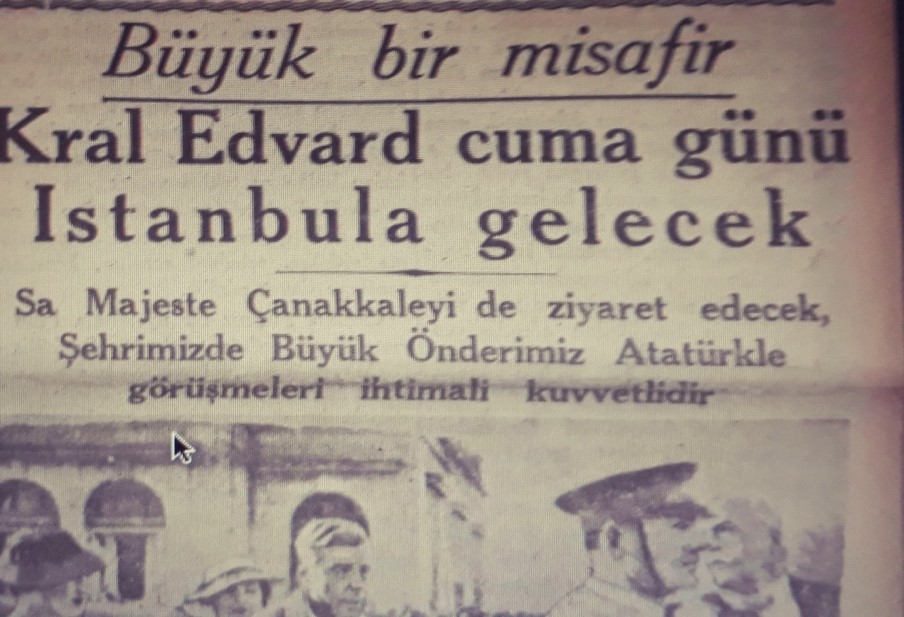 Büyük bir misafir
Kral Edvard cuma günü
Istanbula gelecek
Sa Majeste Çanakkaleyi de ziyaret edecek,
Şehrimizde Büyük Önderimiz Atatürkle
görüşmeleri ihtimali kuvvetlidir